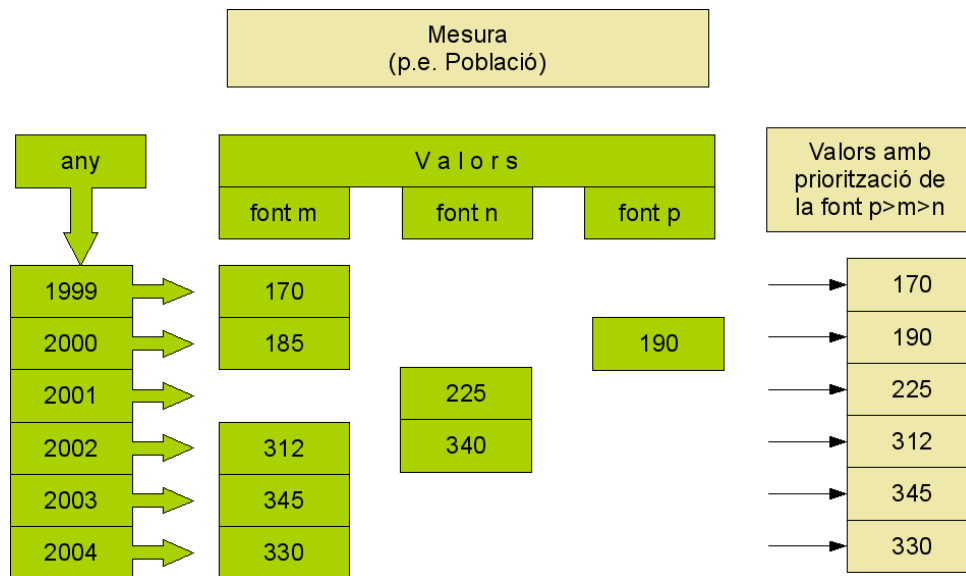 Mesura
(p.e. Població)
any
V a l o r s
font m
font n
font p
Valors amb
priorització de
la font p>m>n
1999
170
170
2000
185
190
190
2001
225
225
2002
312
340
312
2003
345
345
2004
330
330